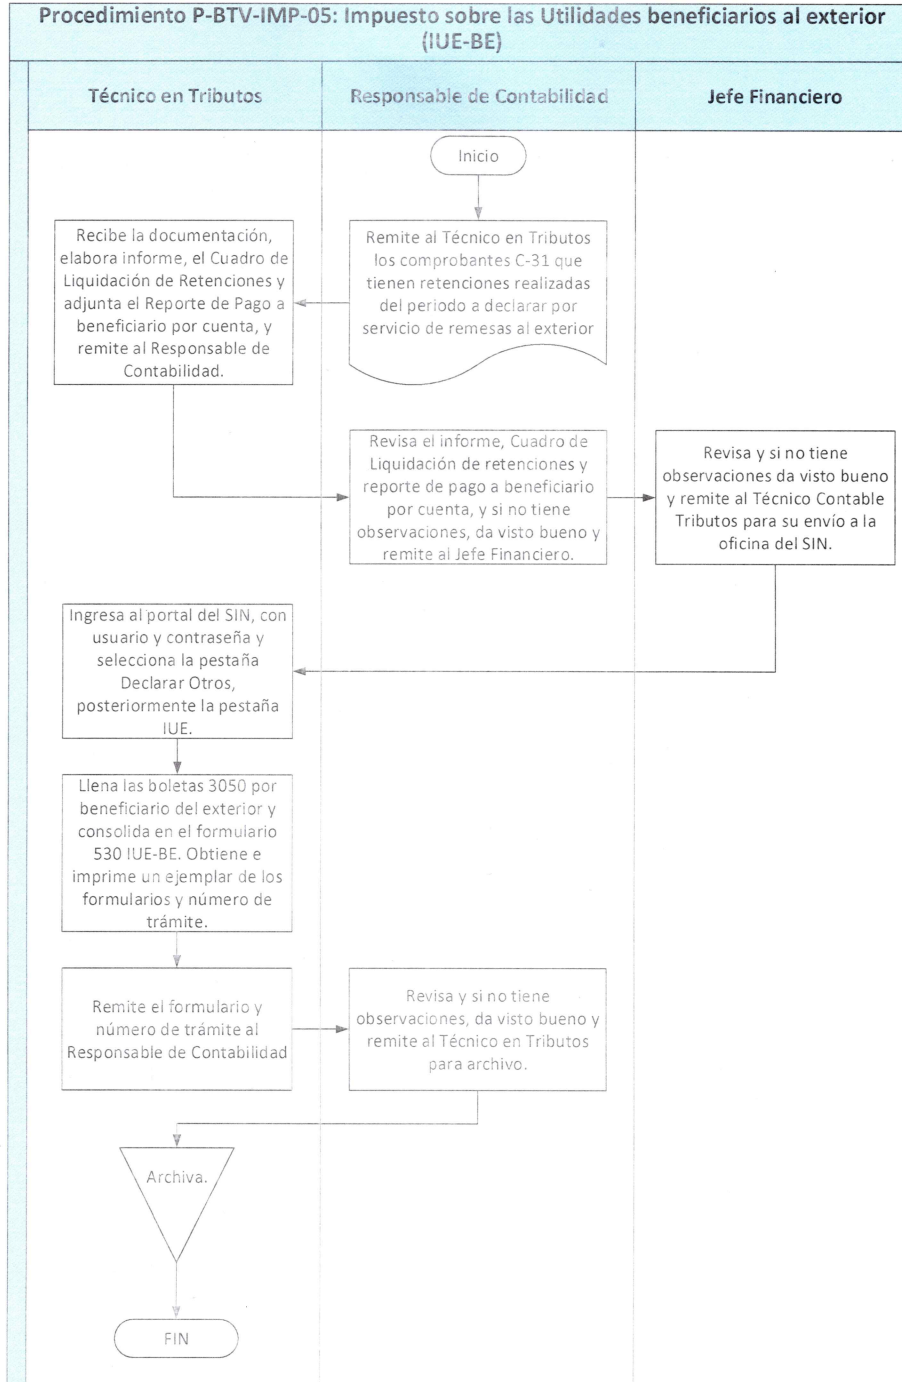 Procedimiento P-BTV-IMP-05: Impuesto sobre las Utilidades beneficiarios al exterior
(IUE-BE)
Técnico en Tributos
Responsable de Contabilidad
Jefe Financiero
Inicio
Remite al Técnico en Tributos
los comprobantes C-31 que
tienen retenciones realizadas
del periodo a declarar por
servicio de remesas al exterior
Recibe la documentación,
elabora informe, el Cuadro de
Liquidación de Retenciones y
adjunta el Reporte de Pago a
beneficiario por cuenta, y
remite al Responsable de
Contabilidad.
Revisa el informe, Cuadro de
Liquidación de retenciones y
reporte de pago a beneficiario
por cuenta, y si no tiene
observaciones, da visto bueno y
remite al Jefe Financiero.
Revisa y si no tiene
observaciones da visto bueno
y remite al Técnico Contable
Tributos para su envío a la
oficina del SIN.
Ingresa al portal del SIN, con
usuario y contraseña y
selecciona la pestaña
Declarar Otros,
posteriormente la pestaña
IUE.
Llena las boletas 3050 por
beneficiario del exterior y
consolida en el formulario
530 IUE-BE. Obtiene e
imprime un ejemplar de los
formularios y número de
trámite.
Remite el formulario y
número de trámite al
Responsable de Contabilidad
Revisa y si no tiene
observaciones, da visto bueno y
remite al Técnico en Tributos
para archivo.
Archiva.
FIN